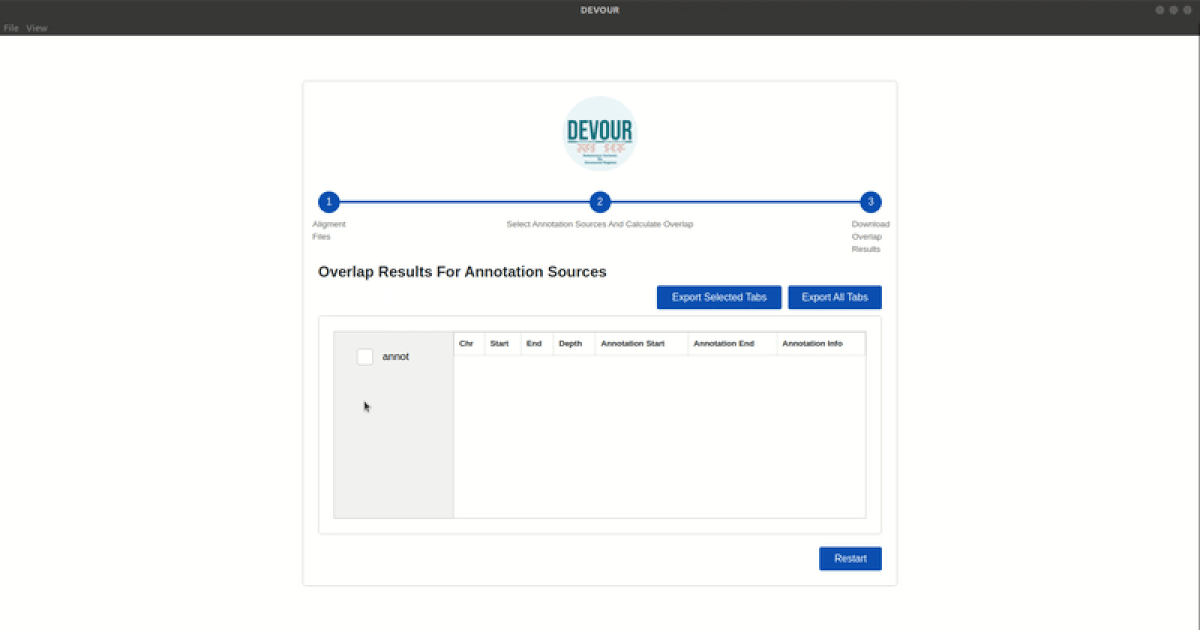 DEVOUR
File View
DEVOUR
1 2 3
Aligment
Files
Select Annotation Sources And Calculate Overlap
Download
Overlap
Results
Overlap Results For Annotation Sources
Export Selected Tabs Export All Tabs
annot
Chr Start End Depth Annotation Start Annotation End Annotation Info
Restart